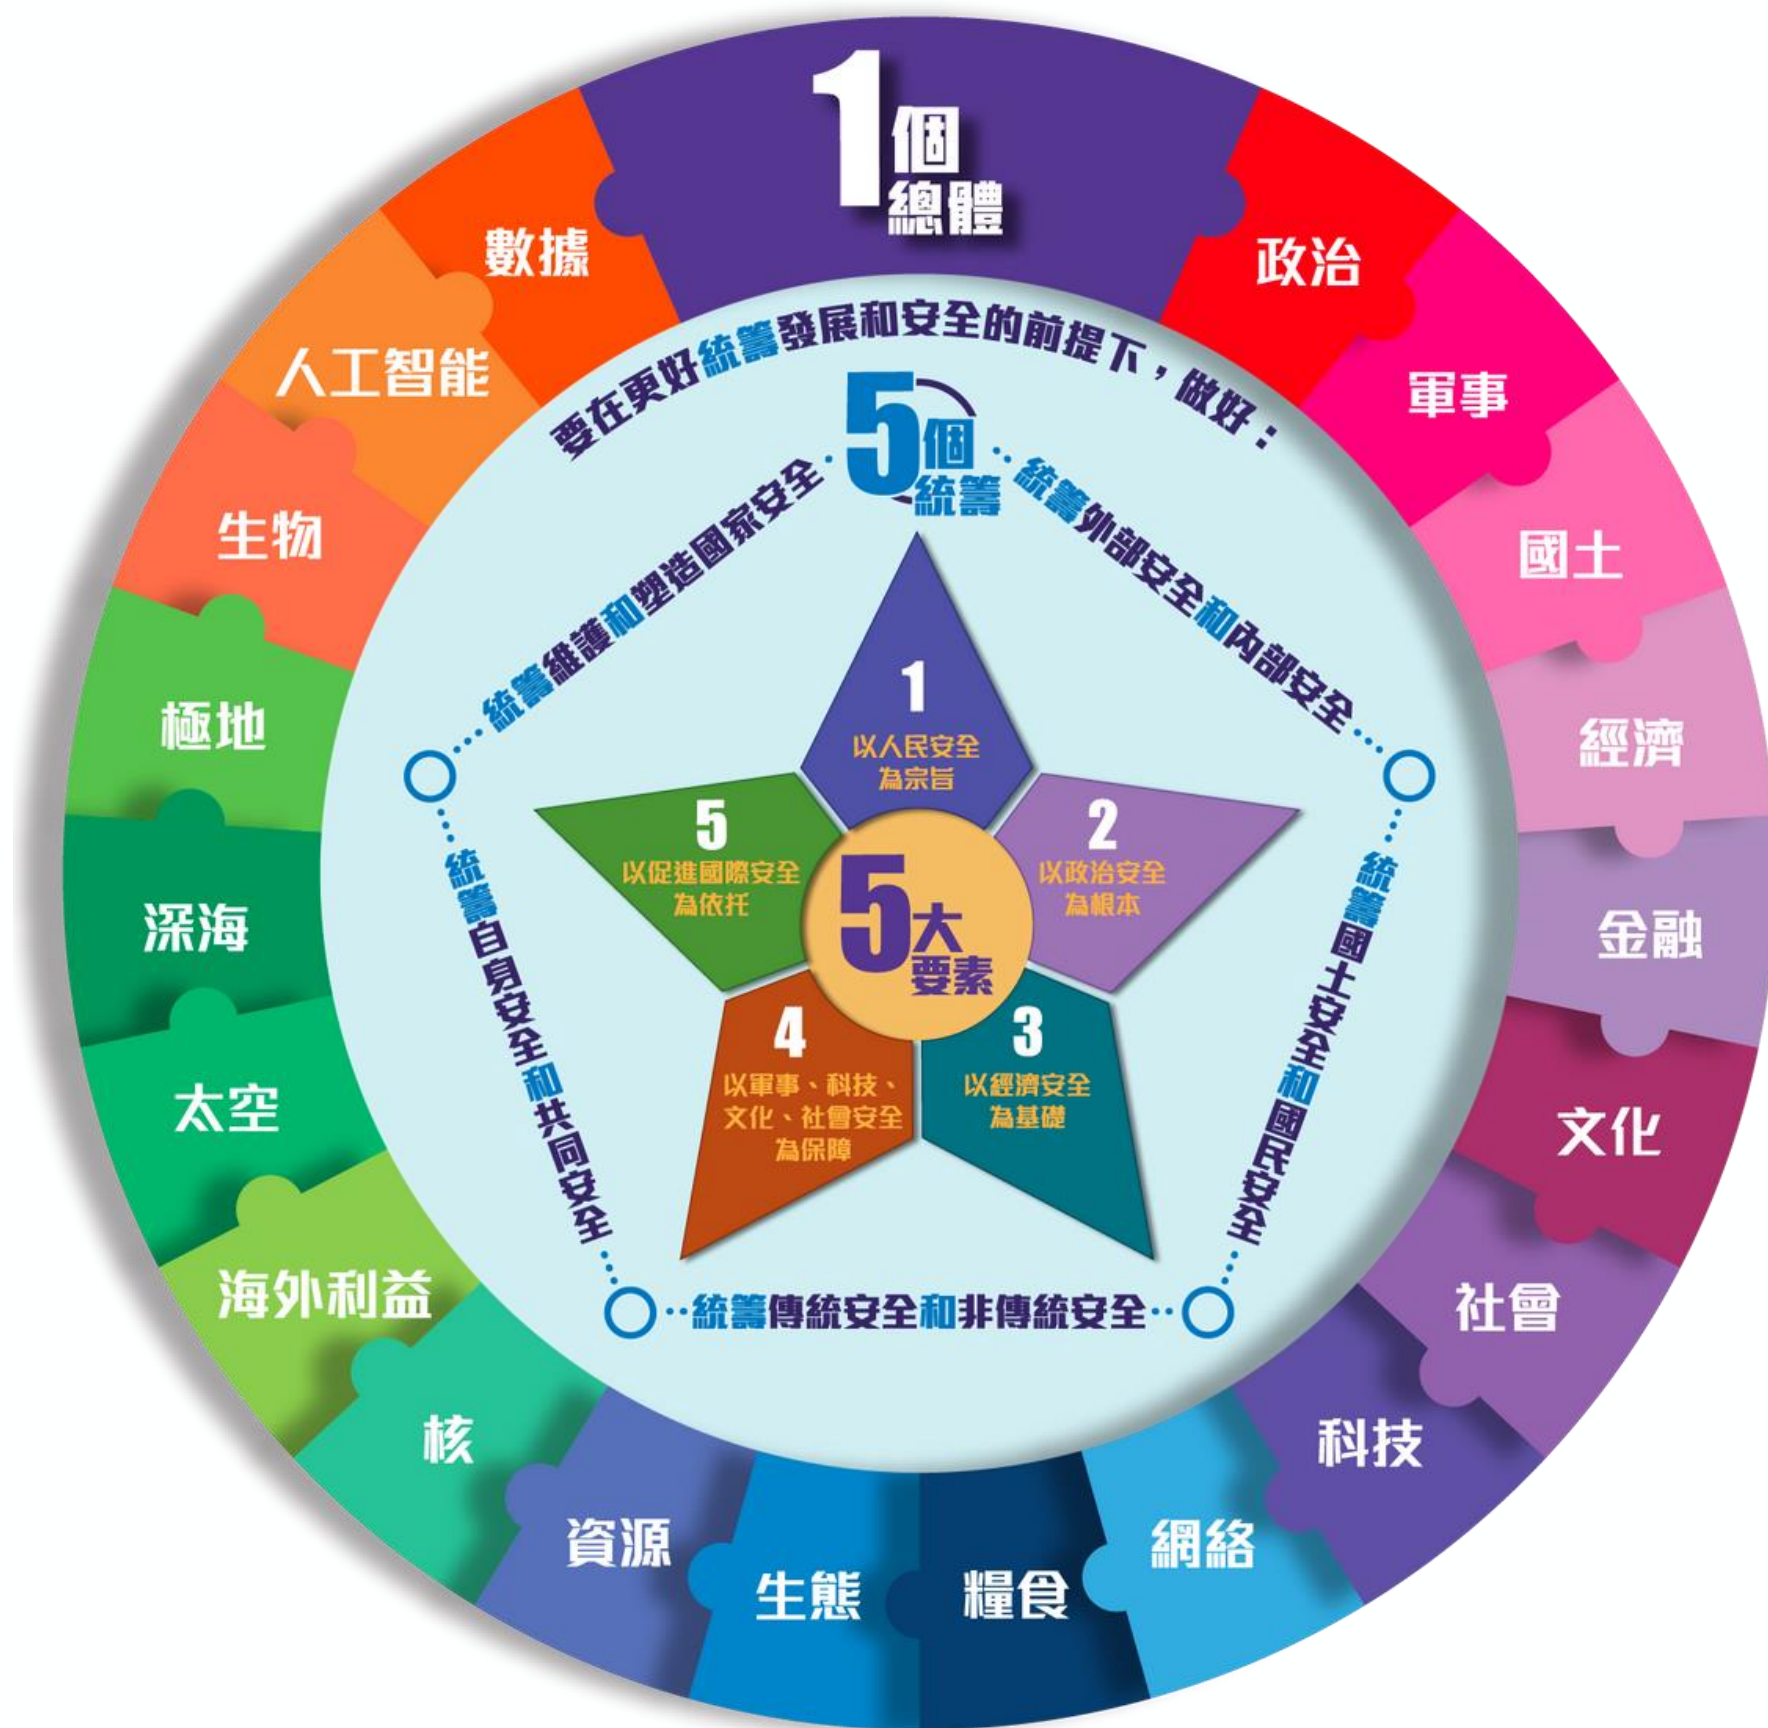 1個
總體
政治
軍事
國土
經濟
金融
文化
社會
科技
網絡
糧食
生態
資源
核
海外利益
太空
深海
極地
生物
人工智能
數據
要在更好統籌發展和安全的前提下，做好：
5個
統籌
統籌外部安全和內部安全
統籌國土安全和國民安全
統籌傳統安全和非傳統安全
統籌自身安全和共同安全
統籌維護和塑造國家安全
5大
要素
1
以人民安全
為宗旨
2
以政治安全
為根本
3
以經濟安全
為基礎
4
以軍事、科技、
文化、社會安全
為保障
5
以促進國際安全
為依托